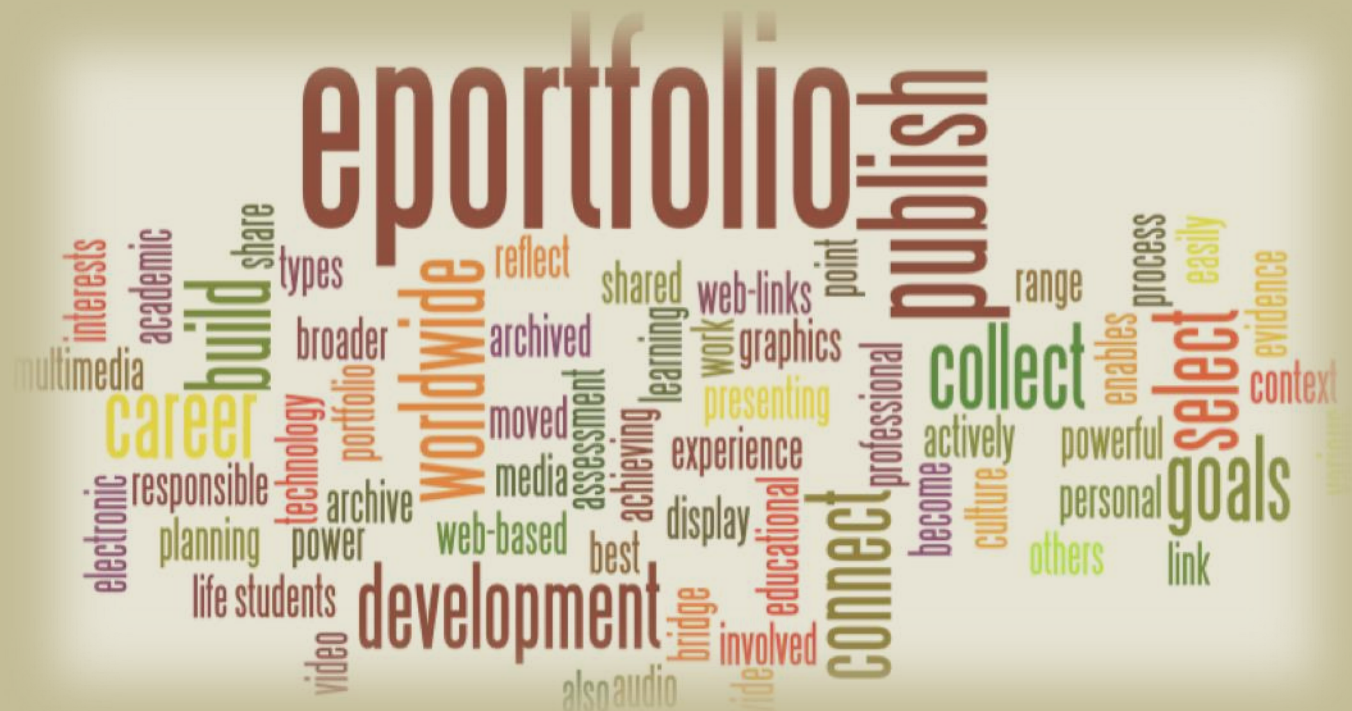 eportfolio
publish
share
interests
academic
build
types
reflect
worldwide
shared
web-links
point
range
process
easily
evidence
multimedia
broader
archived
learning
work
graphics
collect
enables
select
context
career
portfolio
technology
moved
assessment
achieving
presenting
professional
actively
powerful
experience
responsible
electronic
archive
media
display
educational
connect
become
culture
personal
goals
planning
power
web-based
best
others
link
life students
development
bridge
involved
video
also
audio